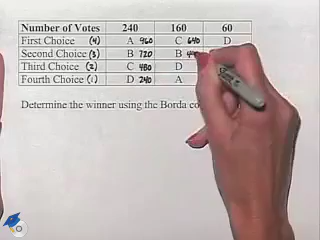 Number of Votes 240 160 60
First Choice (4) A 960 C 640 D
Second Choice (3) B 720 B
Third Choice (2) C 480 D
Fourth Choice (1) D 240 A
Determine the winner using the Borda